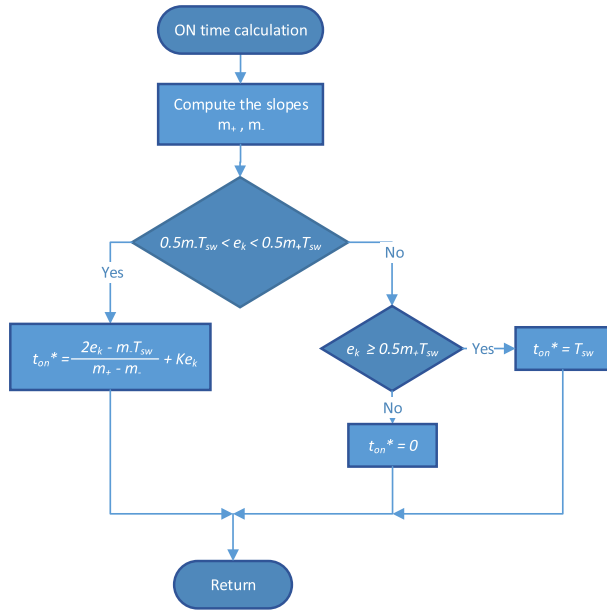 ON time calculation
Compute the slopes
m₊ , m₋
0.5m₋Tₛw < eₖ < 0.5m₊Tₛw
Yes
No
tₒₙ* = (2eₖ - m₋Tₛw)/(m₊ - m₋) + Keₖ
eₖ ≥ 0.5m₊Tₛw
Yes
tₒₙ* = Tₛw
No
tₒₙ* = 0
Return